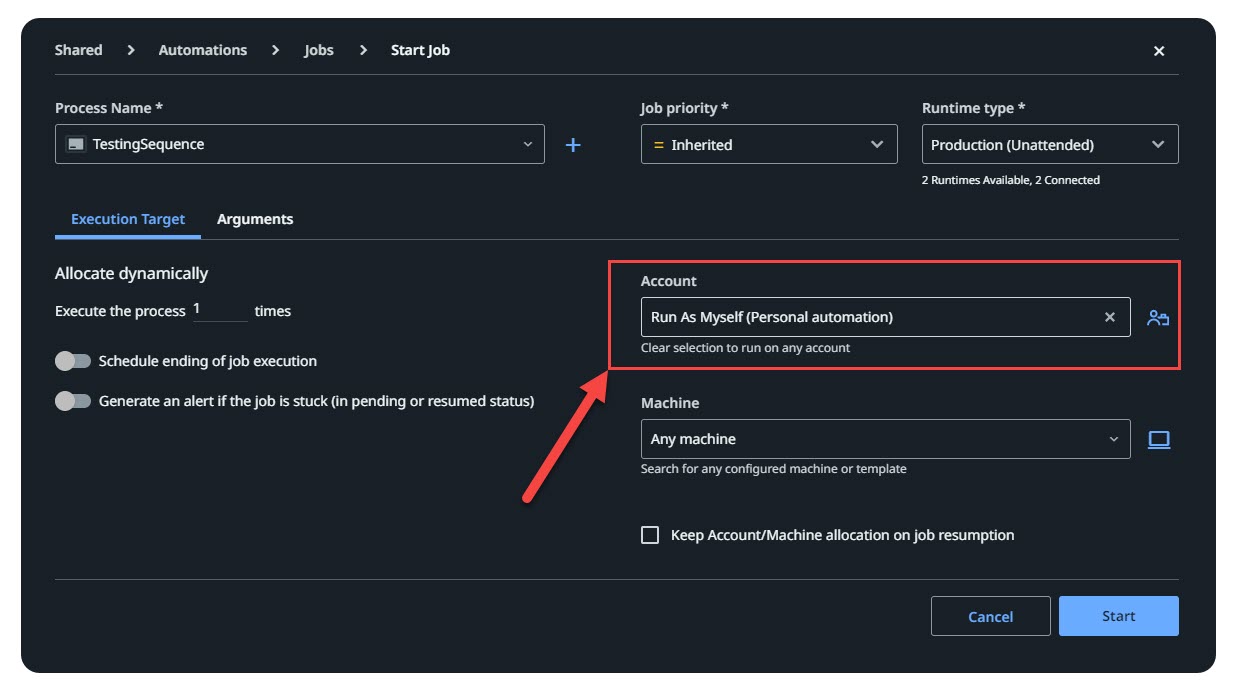 Shared > Automations > Jobs > Start Job
Process Name * Job priority * Runtime type *
TestingSequence = Inherited Production (Unattended)
2 Runtimes Available, 2 Connected
Execution Target Arguments
Allocate dynamically
Execute the process 1 times
Schedule ending of job execution
Generate an alert if the job is stuck (in pending or resumed status)
Account
Run As Myself (Personal automation)
Clear selection to run on any account
Machine
Any machine
Search for any configured machine or template
Keep Account/Machine allocation on job resumption
Cancel Start